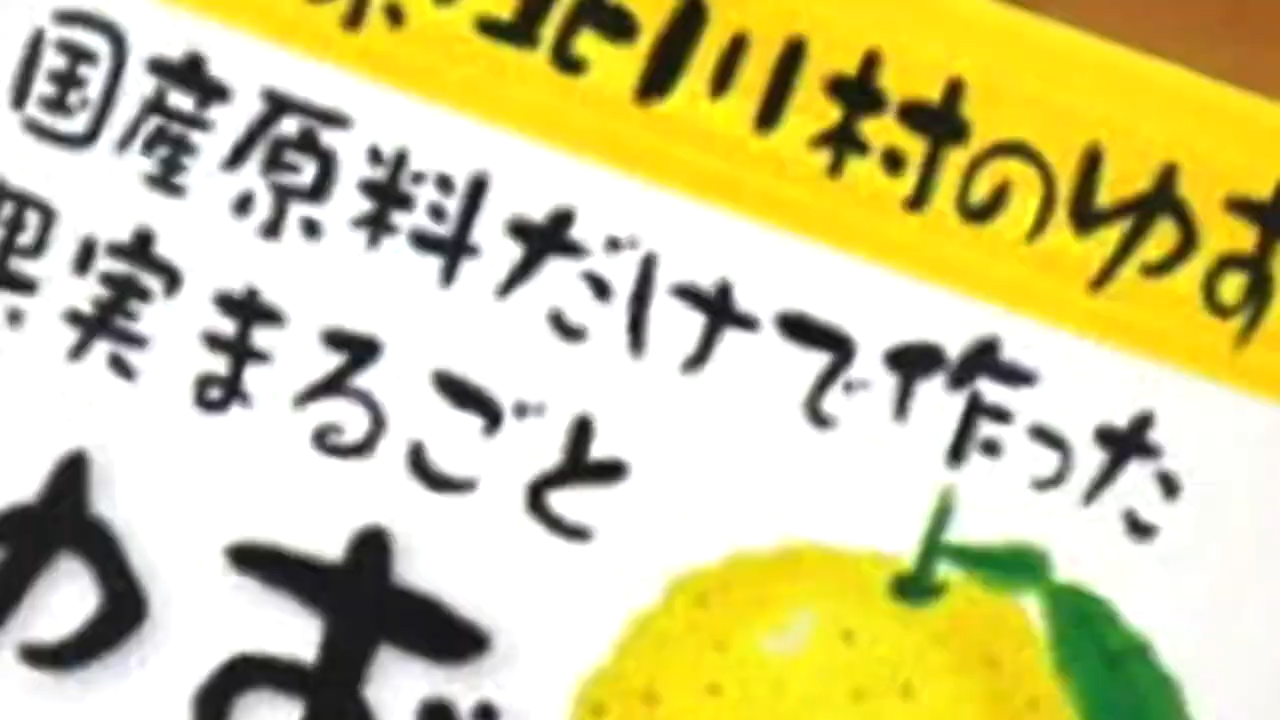 北川村のゆず
国産原料だけで作った
果実まるごと
ゆず